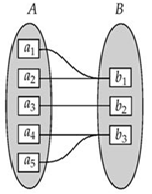 A B
a₁
a₂ b₁
a₃ b₂
a₄ b₃
a₅